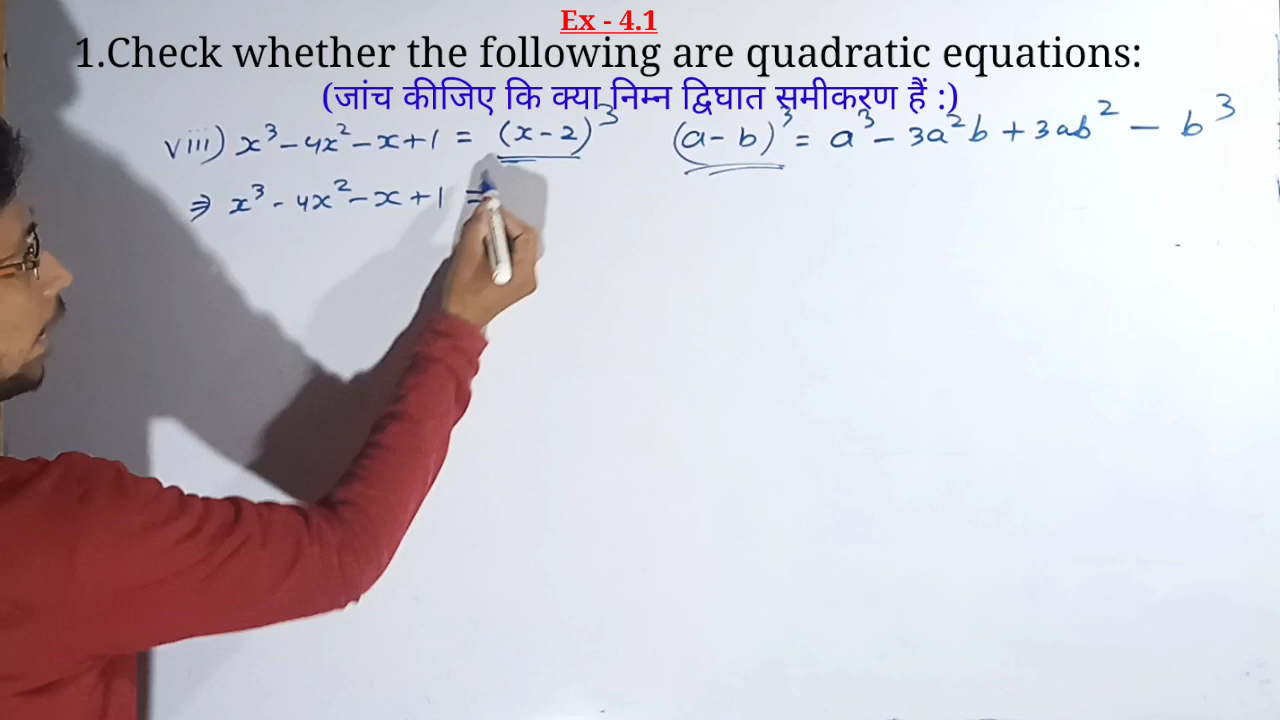 Ex - 4.1
1.Check whether the following are quadratic equations:
(जांच कीजिए कि क्या निम्न द्विघात समीकरण हैं :)
viii) x³ - 4x² - x + 1 = (x - 2)³ (a - b)³ = a³ - 3a²b + 3ab² - b³
⇒ x³ - 4x² - x + 1 =